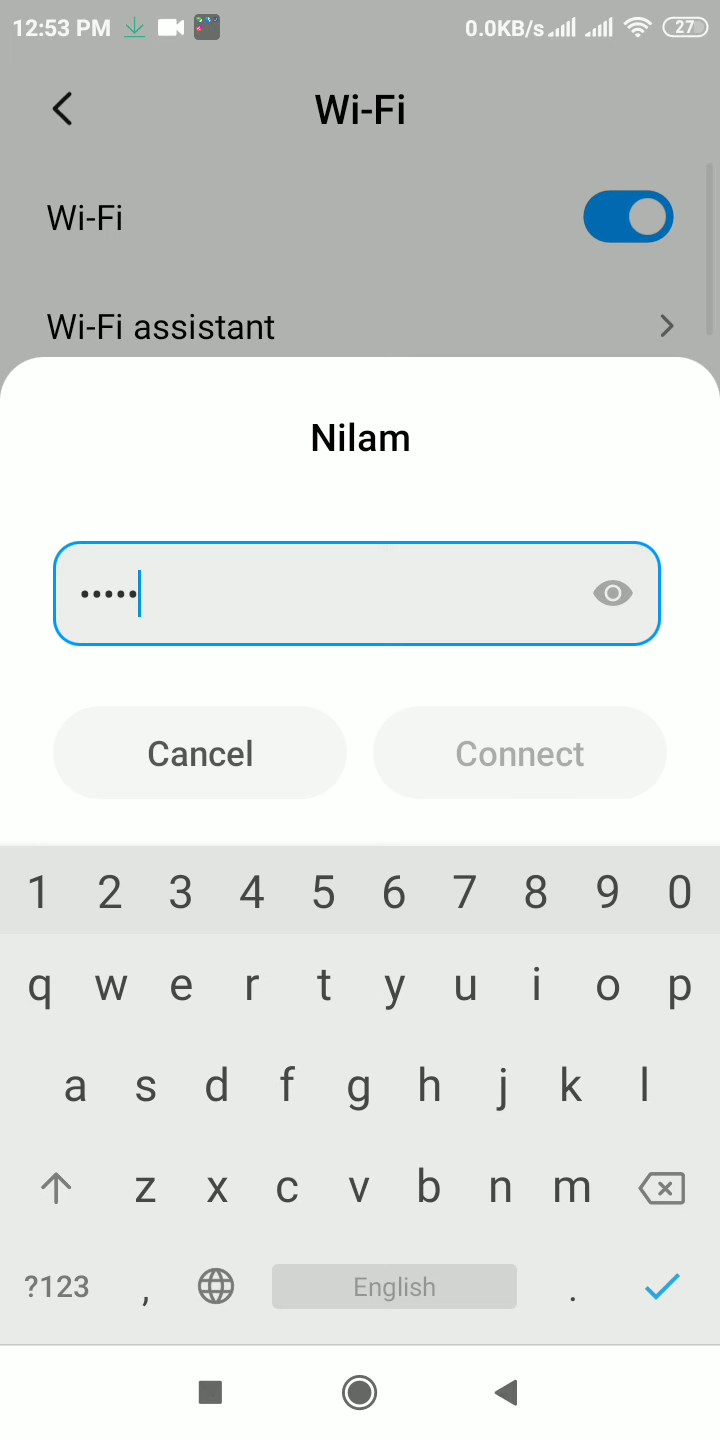 12:53 PM 0.0KB/s 27
Wi-Fi
Wi-Fi
Wi-Fi assistant
Nilam
•••••
Cancel Connect
1 2 3 4 5 6 7 8 9 0
q w e r t y u i o p
a s d f g h j k l
z x c v b n m
?123 , English .